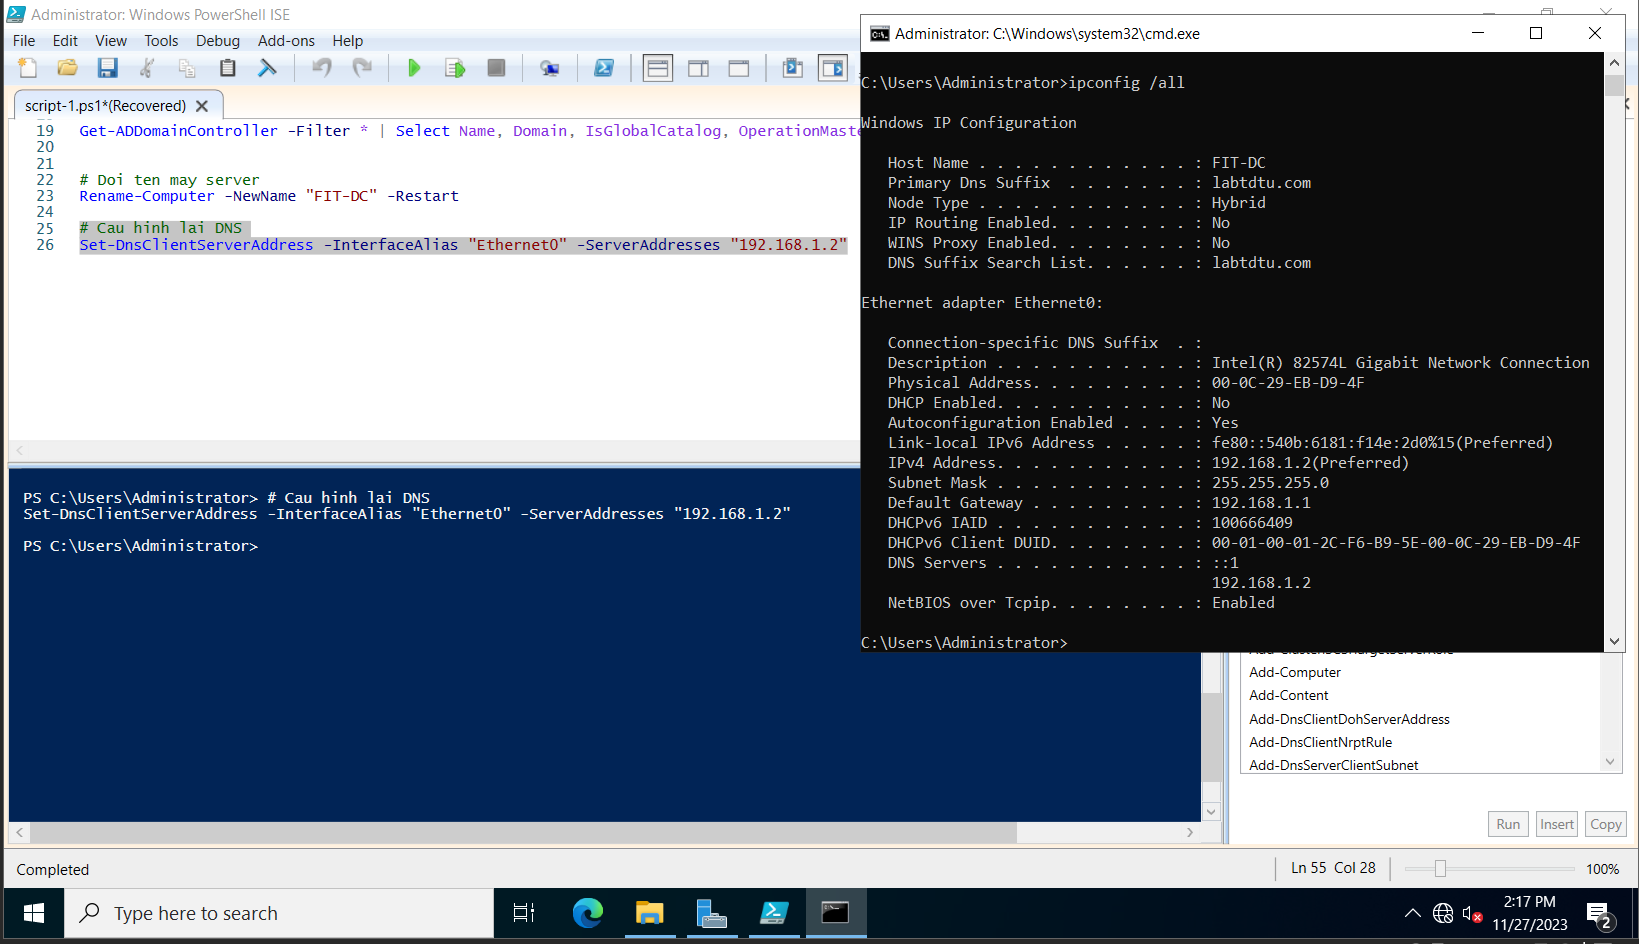 Administrator: Windows PowerShell ISE
File Edit View Tools Debug Add-ons Help
script-1.ps1*(Recovered)
19 Get-ADDomainController -Filter * | Select Name, Domain, IsGlobalCatalog, OperationMaste
20
21
22 # Doi ten may server
23 Rename-Computer -NewName "FIT-DC" -Restart
24
25 # Cau hinh lai DNS
26 Set-DnsClientServerAddress -InterfaceAlias "Ethernet0" -ServerAddresses "192.168.1.2"
PS C:\Users\Administrator> # Cau hinh lai DNS
Set-DnsClientServerAddress -InterfaceAlias "Ethernet0" -ServerAddresses "192.168.1.2"
PS C:\Users\Administrator>
Administrator: C:\Windows\system32\cmd.exe
C:\Users\Administrator>ipconfig /all
Windows IP Configuration
Host Name . . . . . . . . . . . . : FIT-DC
Primary Dns Suffix . . . . . . . : labtdtu.com
Node Type . . . . . . . . . . . . : Hybrid
IP Routing Enabled. . . . . . . . : No
WINS Proxy Enabled. . . . . . . . : No
DNS Suffix Search List. . . . . . : labtdtu.com
Ethernet adapter Ethernet0:
Connection-specific DNS Suffix . :
Description . . . . . . . . . . . : Intel(R) 82574L Gigabit Network Connection
Physical Address. . . . . . . . . : 00-0C-29-EB-D9-4F
DHCP Enabled. . . . . . . . . . . : No
Autoconfiguration Enabled . . . . : Yes
Link-local IPv6 Address . . . . . : fe80::540b:6181:f14e:2d0%15(Preferred)
IPv4 Address. . . . . . . . . . . : 192.168.1.2(Preferred)
Subnet Mask . . . . . . . . . . . : 255.255.255.0
Default Gateway . . . . . . . . . : 192.168.1.1
DHCPv6 IAID . . . . . . . . . . . : 100666409
DHCPv6 Client DUID. . . . . . . . : 00-01-00-01-2C-F6-B9-5E-00-0C-29-EB-D9-4F
DNS Servers . . . . . . . . . . . : ::1
192.168.1.2
NetBIOS over Tcpip. . . . . . . . : Enabled
C:\Users\Administrator>
Add-Computer
Add-Content
Add-DnsClientDohServerAddress
Add-DnsClientNrptRule
Add-DnsServerClientSubnet
Run Insert Copy
Completed
Ln 55 Col 28
100%
Type here to search
2:17 PM
11/27/2023
2